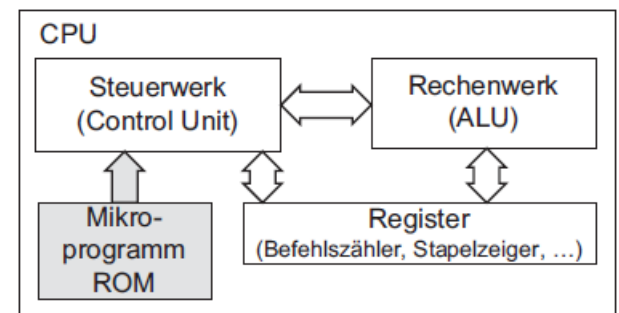 CPU
Steuerwerk
(Control Unit)
Rechenwerk
(ALU)
Mikro-
programm
ROM
Register
(Befehlszähler, Stapelzeiger, ...)